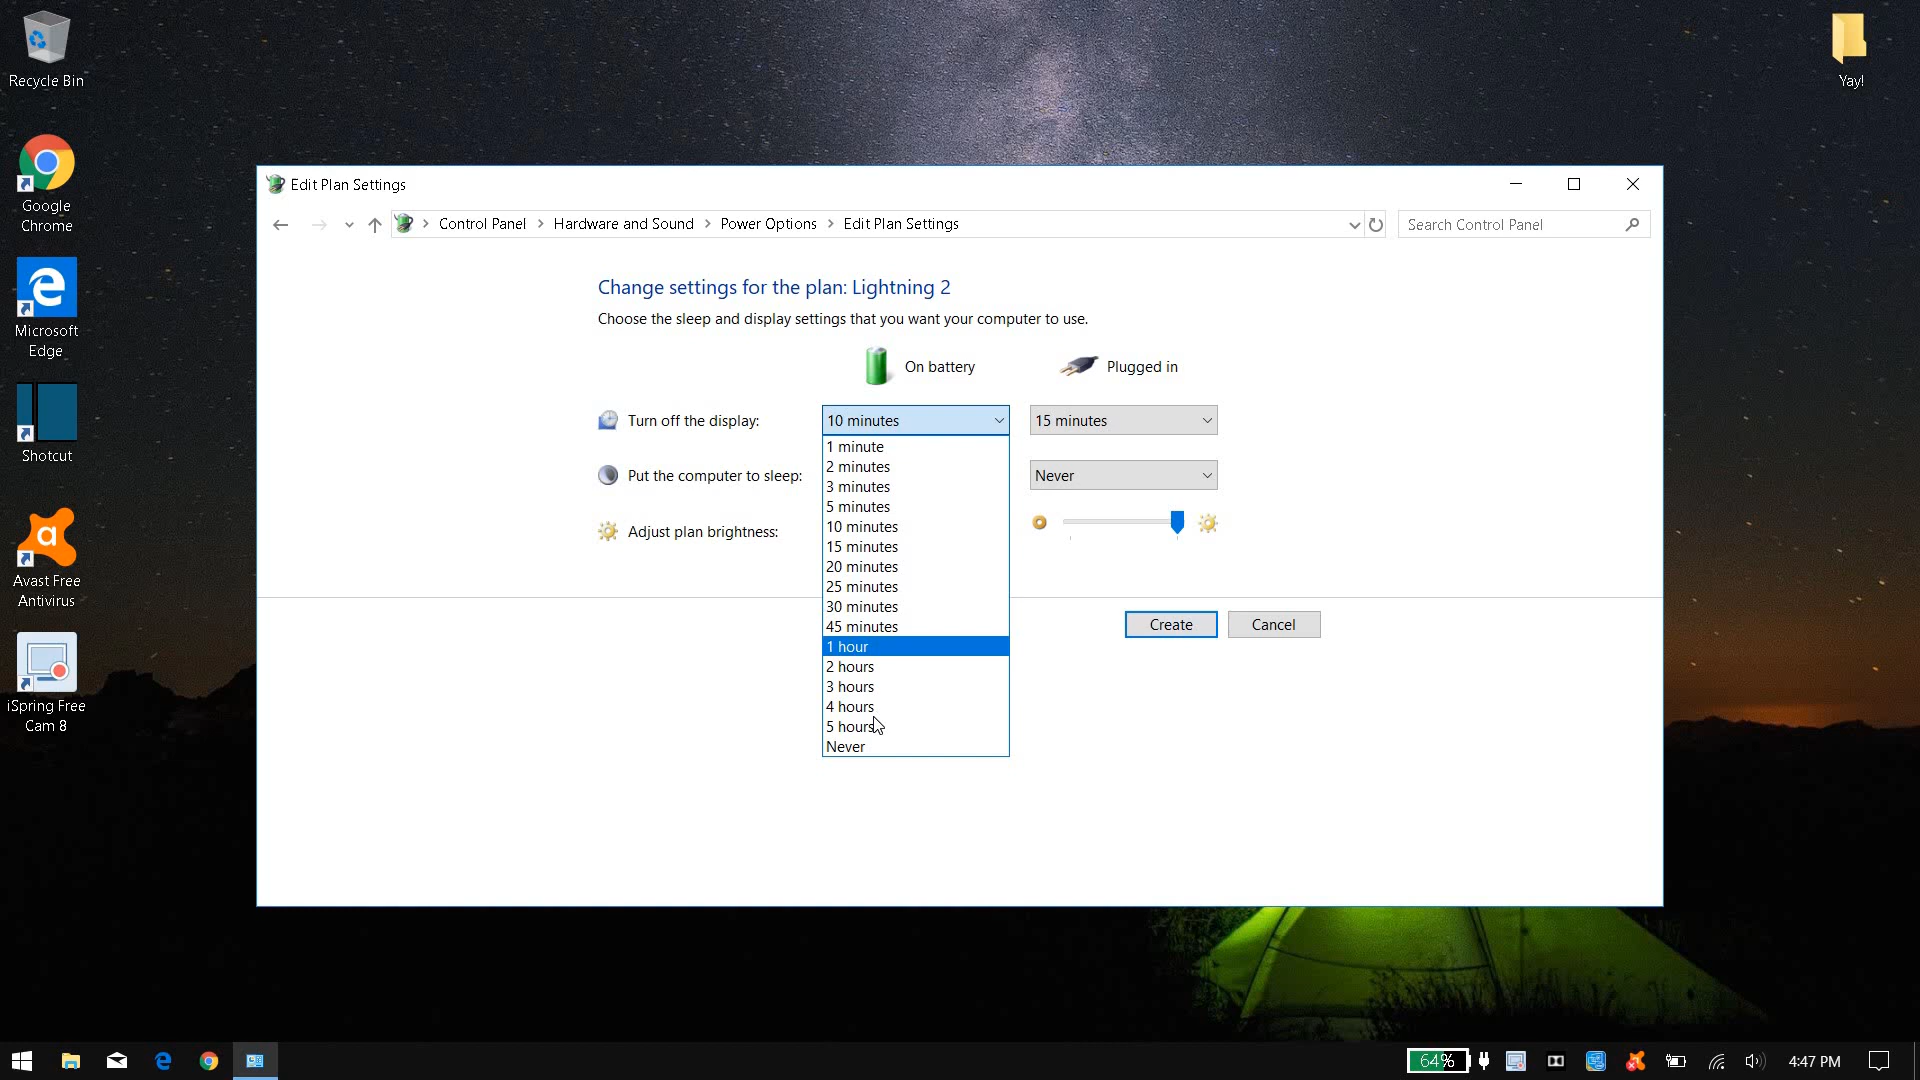 Recycle Bin
Yay!
Google
Chrome
Microsoft
Edge
Shotcut
Avast Free
Antivirus
iSpring Free
Cam 8
Edit Plan Settings
Control Panel > Hardware and Sound > Power Options > Edit Plan Settings
Search Control Panel
Change settings for the plan: Lightning 2
Choose the sleep and display settings that you want your computer to use.
On battery
Plugged in
Turn off the display:
10 minutes
15 minutes
1 minute
2 minutes
3 minutes
5 minutes
10 minutes
15 minutes
20 minutes
25 minutes
30 minutes
45 minutes
1 hour
2 hours
3 hours
4 hours
5 hours
Never
Put the computer to sleep:
Never
Adjust plan brightness:
Create
Cancel
64%
4:47 PM